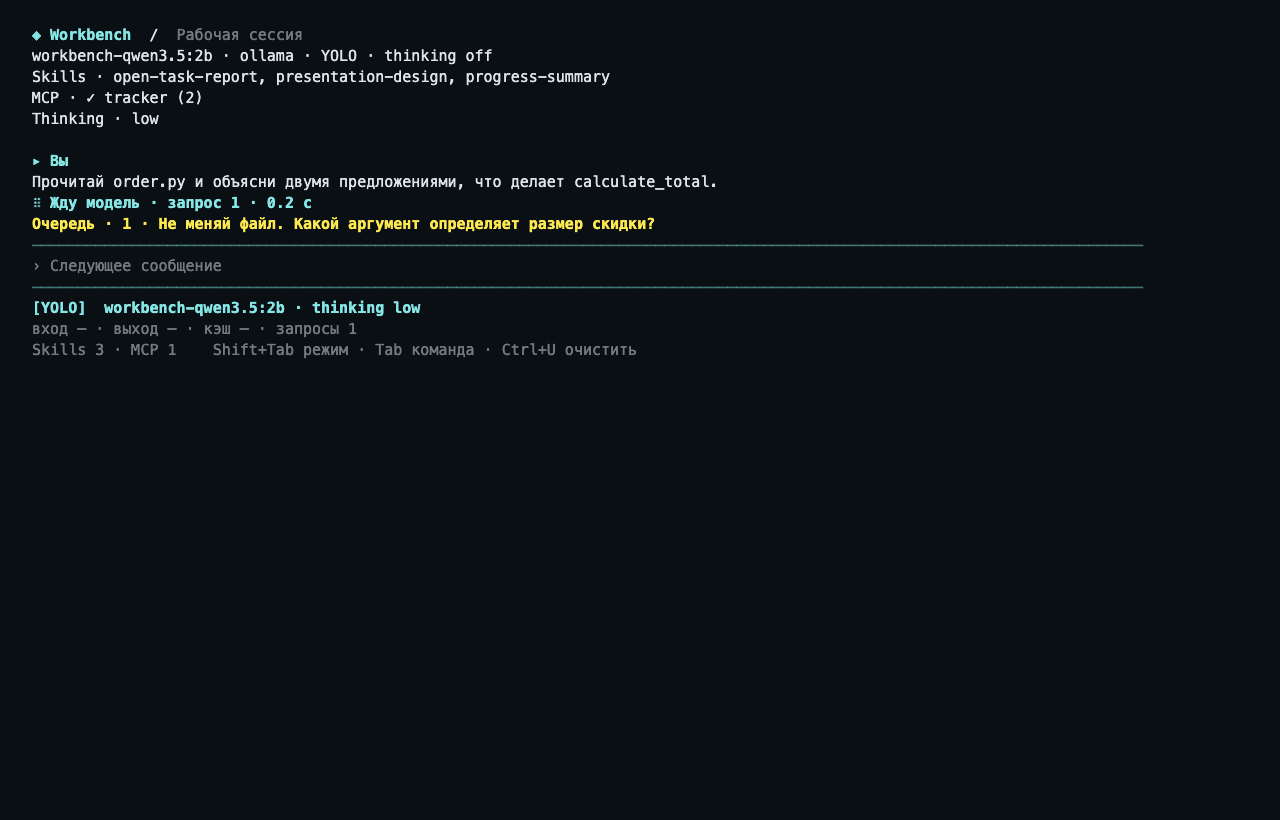 ◆ Workbench / Рабочая сессия
workbench-qwen3.5:2b · ollama · YOLO · thinking off
Skills · open-task-report, presentation-design, progress-summary
MCP · ✓ tracker (2)
Thinking · low
▸ Вы
Прочитай order.py и объясни двумя предложениями, что делает calculate_total.
⠿ Жду модель · запрос 1 · 0.2 с
Очередь · 1 · Не меняй файл. Какой аргумент определяет размер скидки?
› Следующее сообщение
[YOLO] workbench-qwen3.5:2b · thinking low
вход — · выход — · кэш — · запросы 1
Skills 3 · MCP 1 Shift+Tab режим · Tab команда · Ctrl+U очистить